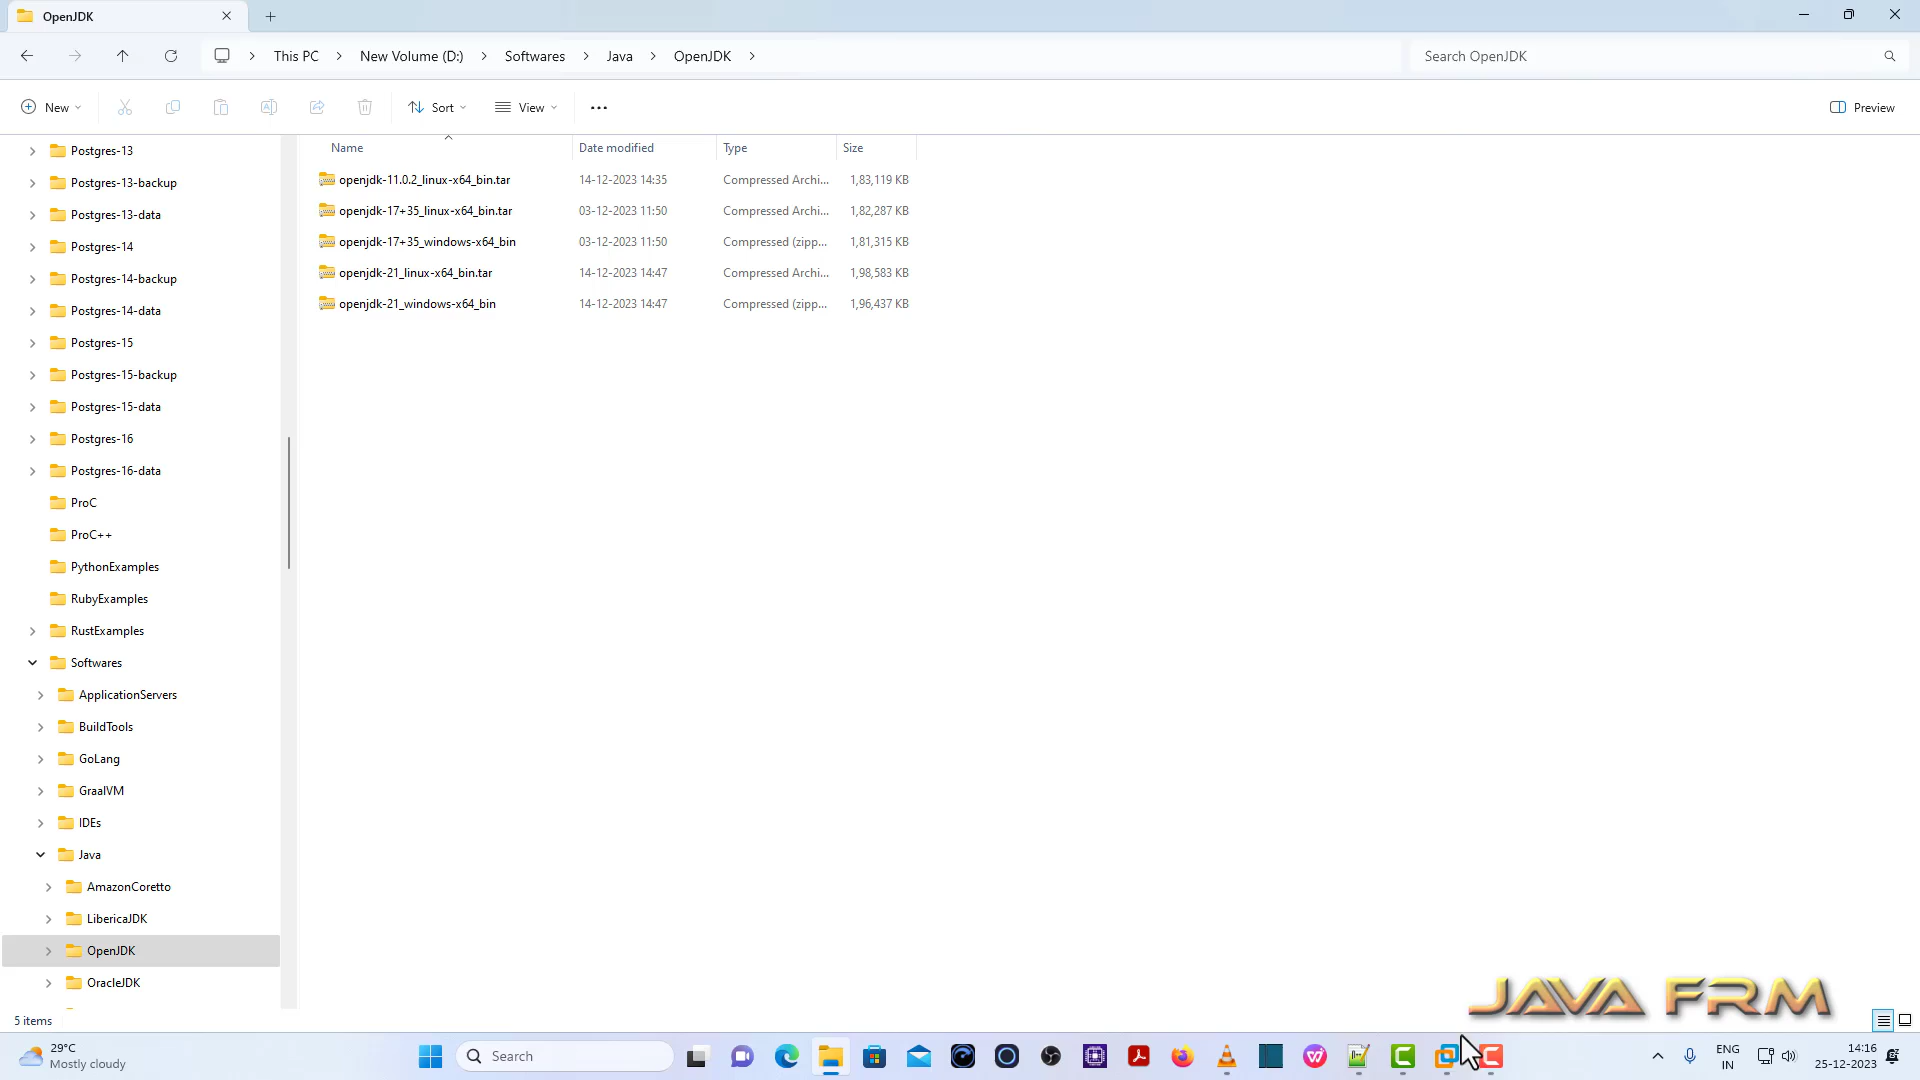 OpenJDK
This PC > New Volume (D:) > Softwares > Java > OpenJDK >
Search OpenJDK
New
Sort
View
Preview
Name Date modified Type Size
openjdk-11.0.2_linux-x64_bin.tar 14-12-2023 14:35 Compressed Archi... 1,83,119 KB
openjdk-17+35_linux-x64_bin.tar 03-12-2023 11:50 Compressed Archi... 1,82,287 KB
openjdk-17+35_windows-x64_bin 03-12-2023 11:50 Compressed (zipp... 1,81,315 KB
openjdk-21_linux-x64_bin.tar 14-12-2023 14:47 Compressed Archi... 1,98,583 KB
openjdk-21_windows-x64_bin 14-12-2023 14:47 Compressed (zipp... 1,96,437 KB
Postgres-13
Postgres-13-backup
Postgres-13-data
Postgres-14
Postgres-14-backup
Postgres-14-data
Postgres-15
Postgres-15-backup
Postgres-15-data
Postgres-16
Postgres-16-data
ProC
ProC++
PythonExamples
RubyExamples
RustExamples
Softwares
ApplicationServers
BuildTools
GoLang
GraalVM
IDEs
Java
AmazonCoretto
LibericaJDK
OpenJDK
OracleJDK
JAVA FRM
5 items
29°C
Mostly cloudy
Search
ENG
IN
14:16
25-12-2023